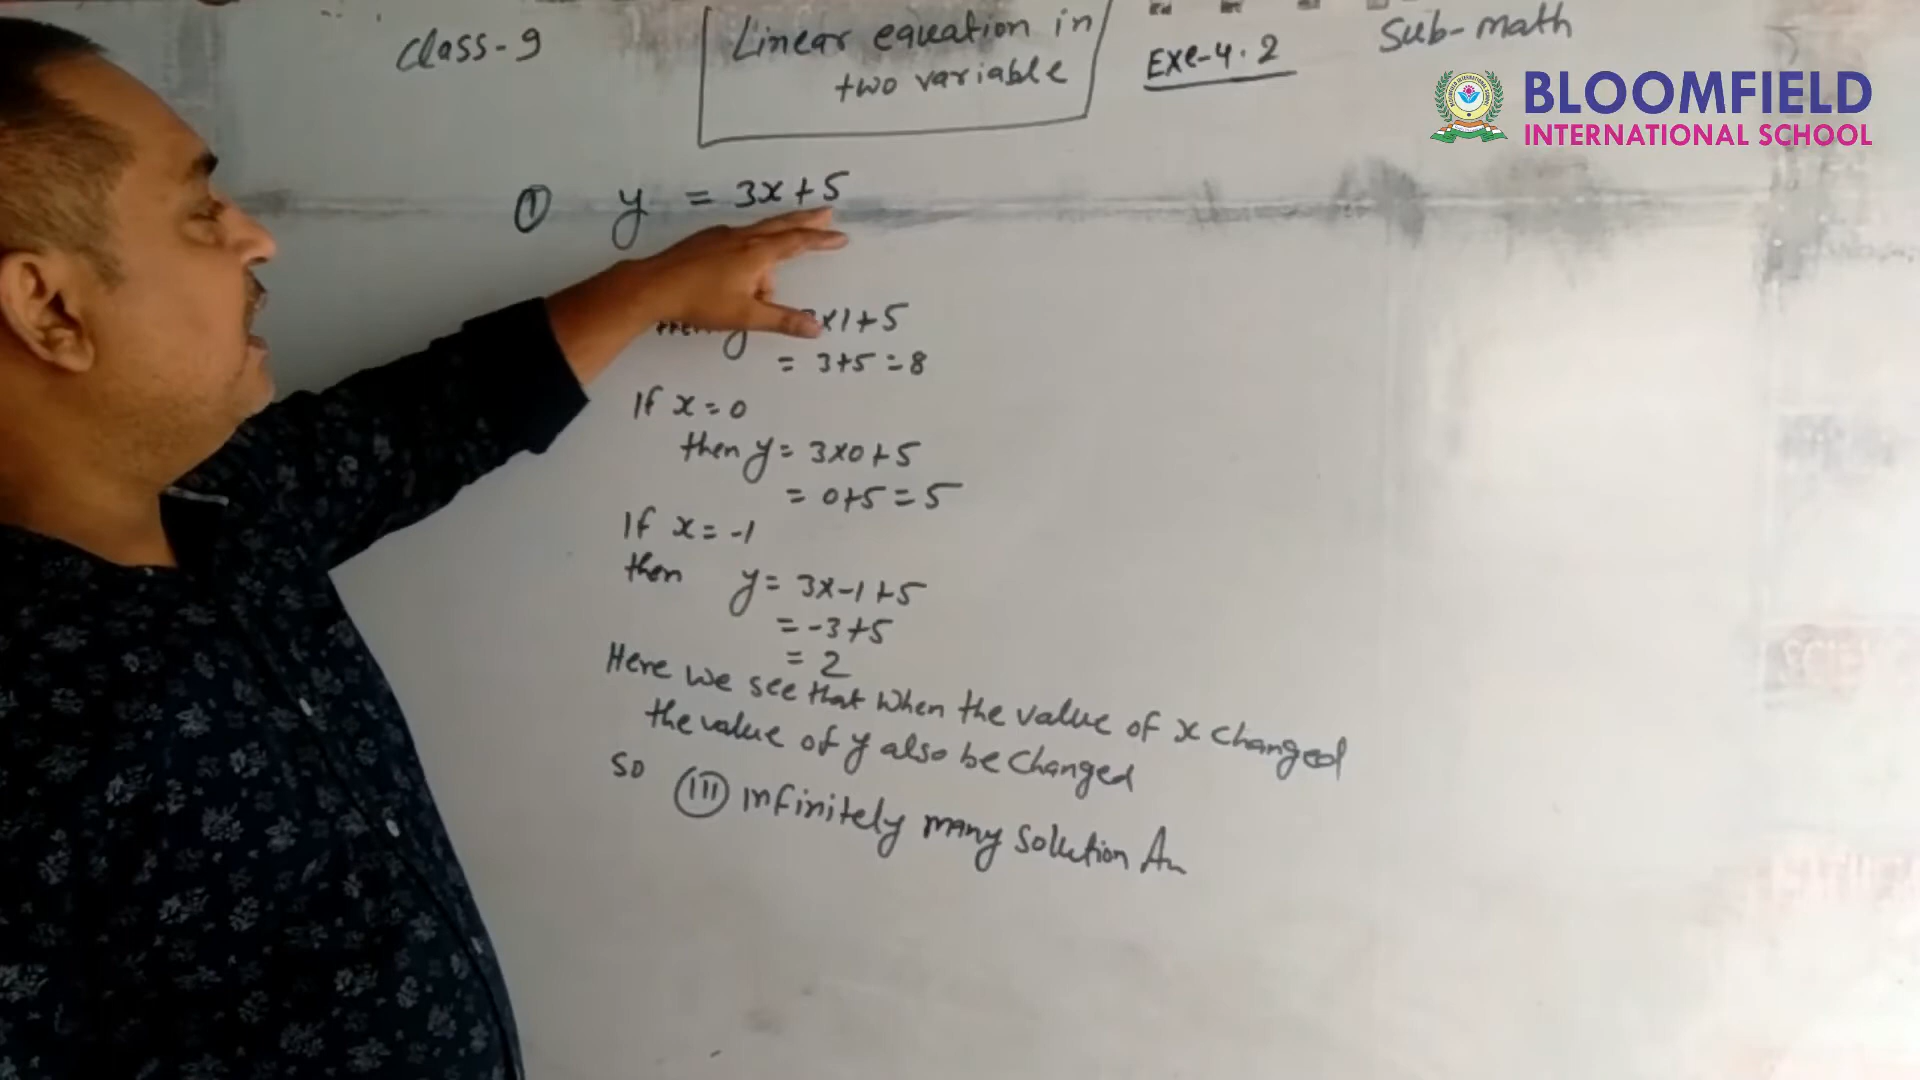 Class-9
Linear equation in
two variable
Exe-4.2
Sub-math
BLOOMFIELD
INTERNATIONAL SCHOOL
① y = 3x+5
then y x1+5
= 3+5 = 8
If x = 0
then y = 3x0+5
= 0+5 = 5
If x = -1
then y = 3x-1+5
= -3+5
= 2
Here we see that when the value of x changed
the value of y also be changed
so (III) infinitely many solution An